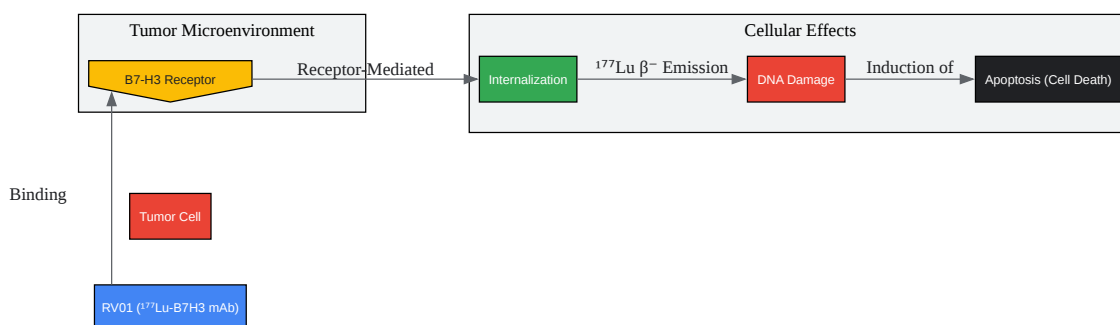 Tumor Microenvironment
Cellular Effects
B7-H3 Receptor
Receptor-Mediated
Internalization
¹⁷⁷Lu β⁻ Emission
DNA Damage
Induction of
Apoptosis (Cell Death)
Binding
Tumor Cell
RV01 (¹⁷⁷Lu-B7H3 mAb)